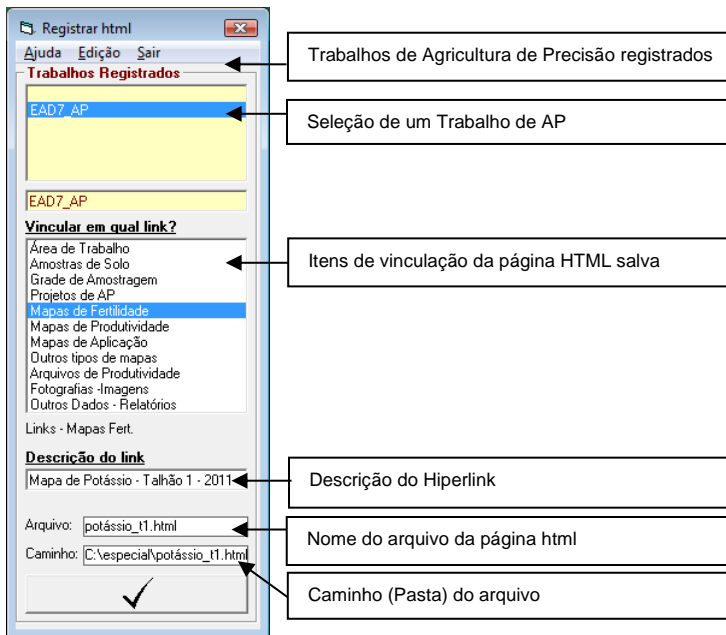 Registrar html
Ajuda Edição Sair
Trabalhos Registrados
EAD7_AP
EAD7_AP
Vincular em qual link?
Área de Trabalho
Amostras de Solo
Grade de Amostragem
Projetos de AP
Mapas de Fertilidade
Mapas de Produtividade
Mapas de Aplicação
Outros tipos de mapas
Arquivos de Produtividade
Fotografias -Imagens
Outros Dados - Relatórios
Links - Mapas Fert.
Descrição do link
Mapa de Potássio - Talhão 1 - 2011
Arquivo: potássio_t1.html
Caminho: C:\especial\potássio_t1.html
Trabalhos de Agricultura de Precisão registrados
Seleção de um Trabalho de AP
Itens de vinculação da página HTML salva
Descrição do Hiperlink
Nome do arquivo da página html
Caminho (Pasta) do arquivo